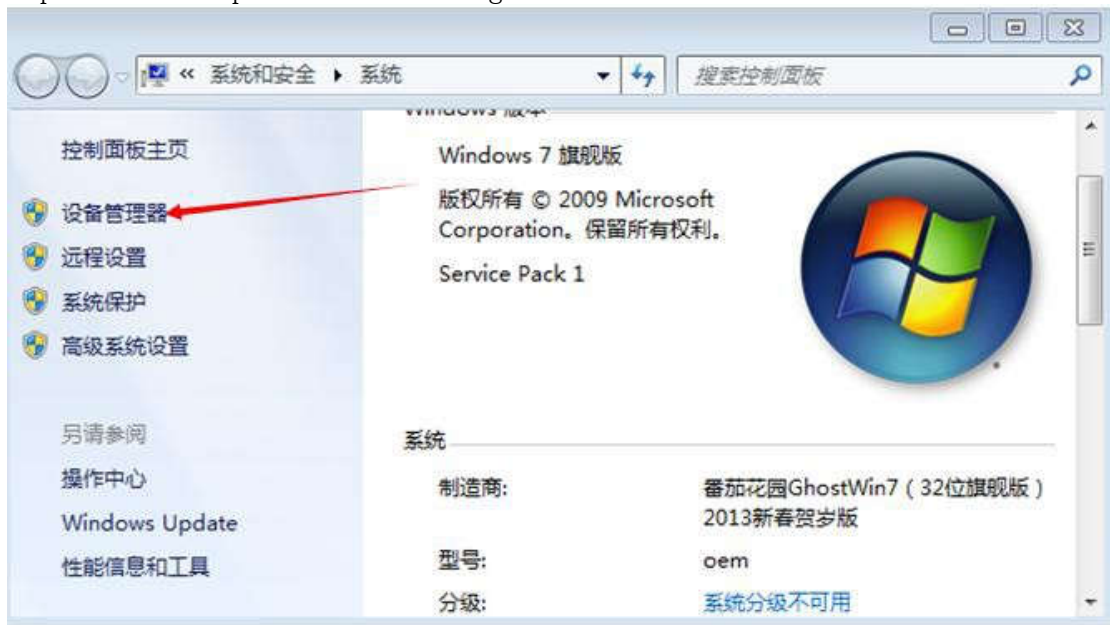 系统和安全 ▸ 系统
搜索控制面板
控制面板主页
设备管理器
远程设置
系统保护
高级系统设置
另请参阅
操作中心
Windows Update
性能信息和工具
Windows 版本
Windows 7 旗舰版
版权所有 © 2009 Microsoft
Corporation。保留所有权利。
Service Pack 1
系统
制造商: 番茄花园GhostWin7（32位旗舰版）
2013新春贺岁版
型号: oem
分级: 系统分级不可用